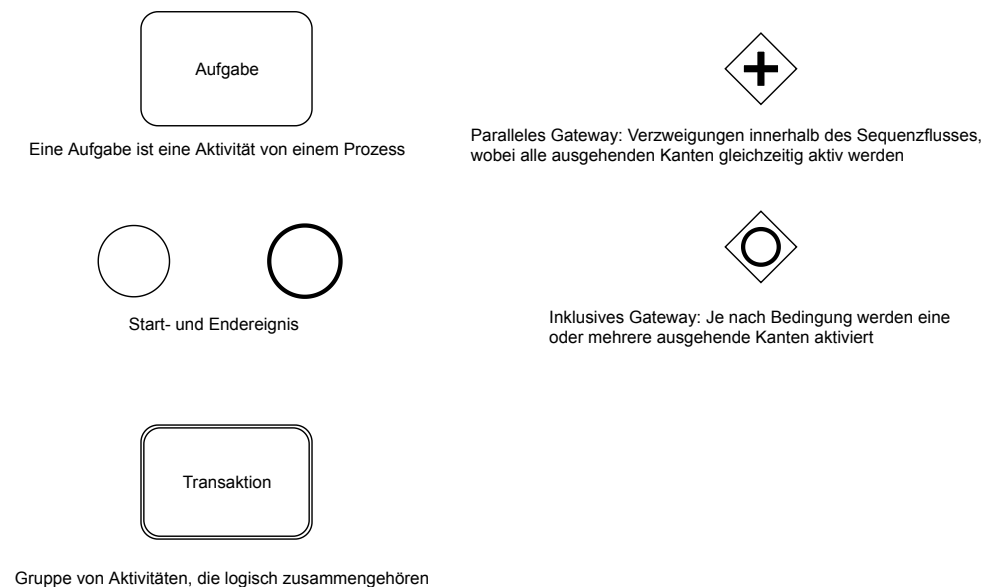 Aufgabe
Eine Aufgabe ist eine Aktivität von einem Prozess
Paralleles Gateway: Verzweigungen innerhalb des Sequenzflusses,
wobei alle ausgehenden Kanten gleichzeitig aktiv werden
Start- und Endereignis
Inklusives Gateway: Je nach Bedingung werden eine
oder mehrere ausgehende Kanten aktiviert
Transaktion
Gruppe von Aktivitäten, die logisch zusammengehören